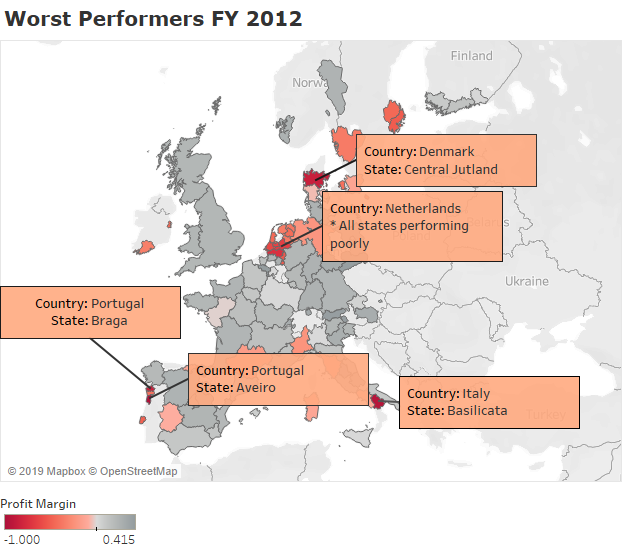 Worst Performers FY 2012
Finland
Norw
Country: Denmark
State: Central Jutland
Country: Netherlands
* All states performing
poorly
Ukraine
Country: Portugal
State: Braga
Country: Portugal
State: Aveiro
Country: Italy
State: Basilicata
Turkey
© 2019 Mapbox © OpenStreetMap
Profit Margin
-1.000
0.415